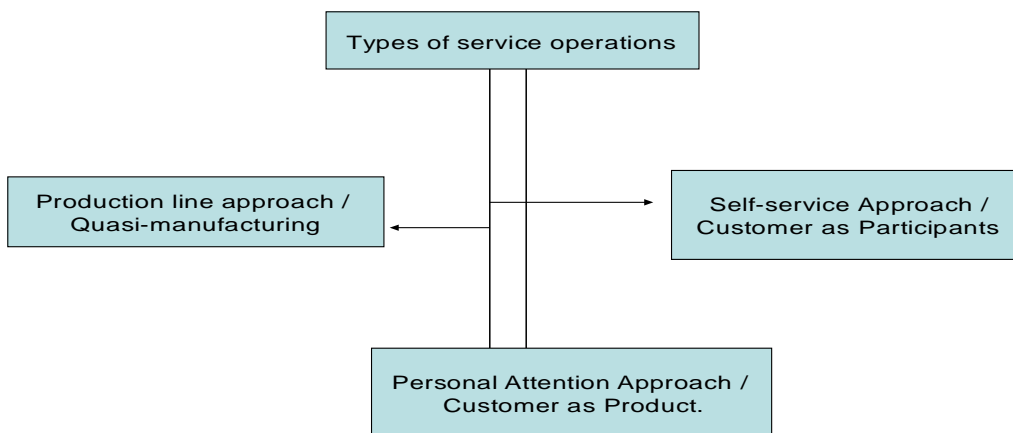 Types of service operations
Production line approach /
Quasi-manufacturing
Self-service Approach /
Customer as Participants
Personal Attention Approach /
Customer as Product.